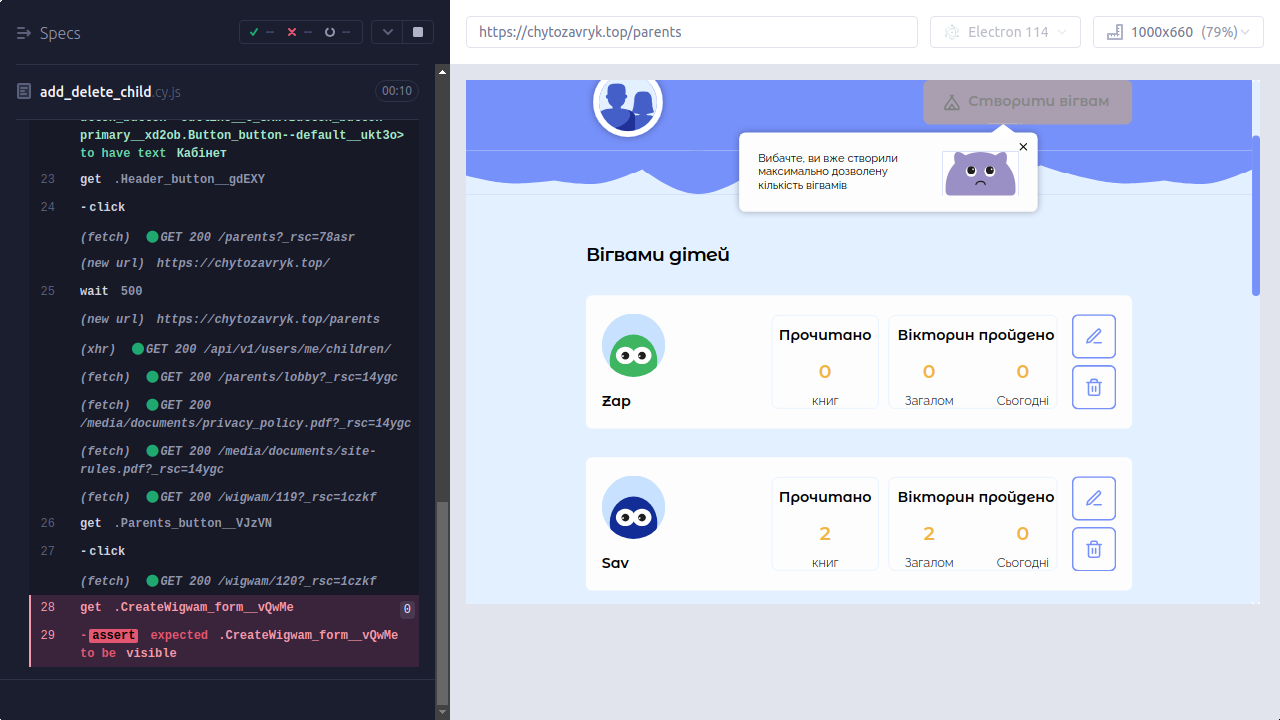 Specs
add_delete_child.cy.js
00:10
primary__xd2ob.Button_button--default__ukt3o>
to have text Кабінет
23 get .Header_button__gdEXY
24 -click
(fetch) GET 200 /parents?_rsc=78asr
(new url) https://chytozavryk.top/
25 wait 500
(new url) https://chytozavryk.top/parents
(xhr) GET 200 /api/v1/users/me/children/
(fetch) GET 200 /parents/lobby?_rsc=14ygc
(fetch) GET 200
/media/documents/privacy_policy.pdf?_rsc=14ygc
(fetch) GET 200 /media/documents/site-
rules.pdf?_rsc=14ygc
(fetch) GET 200 /wigwam/119?_rsc=1czkf
26 get .Parents_button__VJzVN
27 -click
(fetch) GET 200 /wigwam/120?_rsc=1czkf
28 get .CreateWigwam_form__vQwMe 0
29 -assert expected .CreateWigwam_form__vQwMe
to be visible
https://chytozavryk.top/parents
Electron 114
1000x660 (79%)
Створити вігвам
Вибачте, ви вже створили
максимально дозволену
кількість вігвамів
Вігвами дітей
Zар
Прочитано
0
книг
Вікторин пройдено
0 0
Загалом Сьогодні
Sav
Прочитано
2
книг
Вікторин пройдено
2 0
Загалом Сьогодні